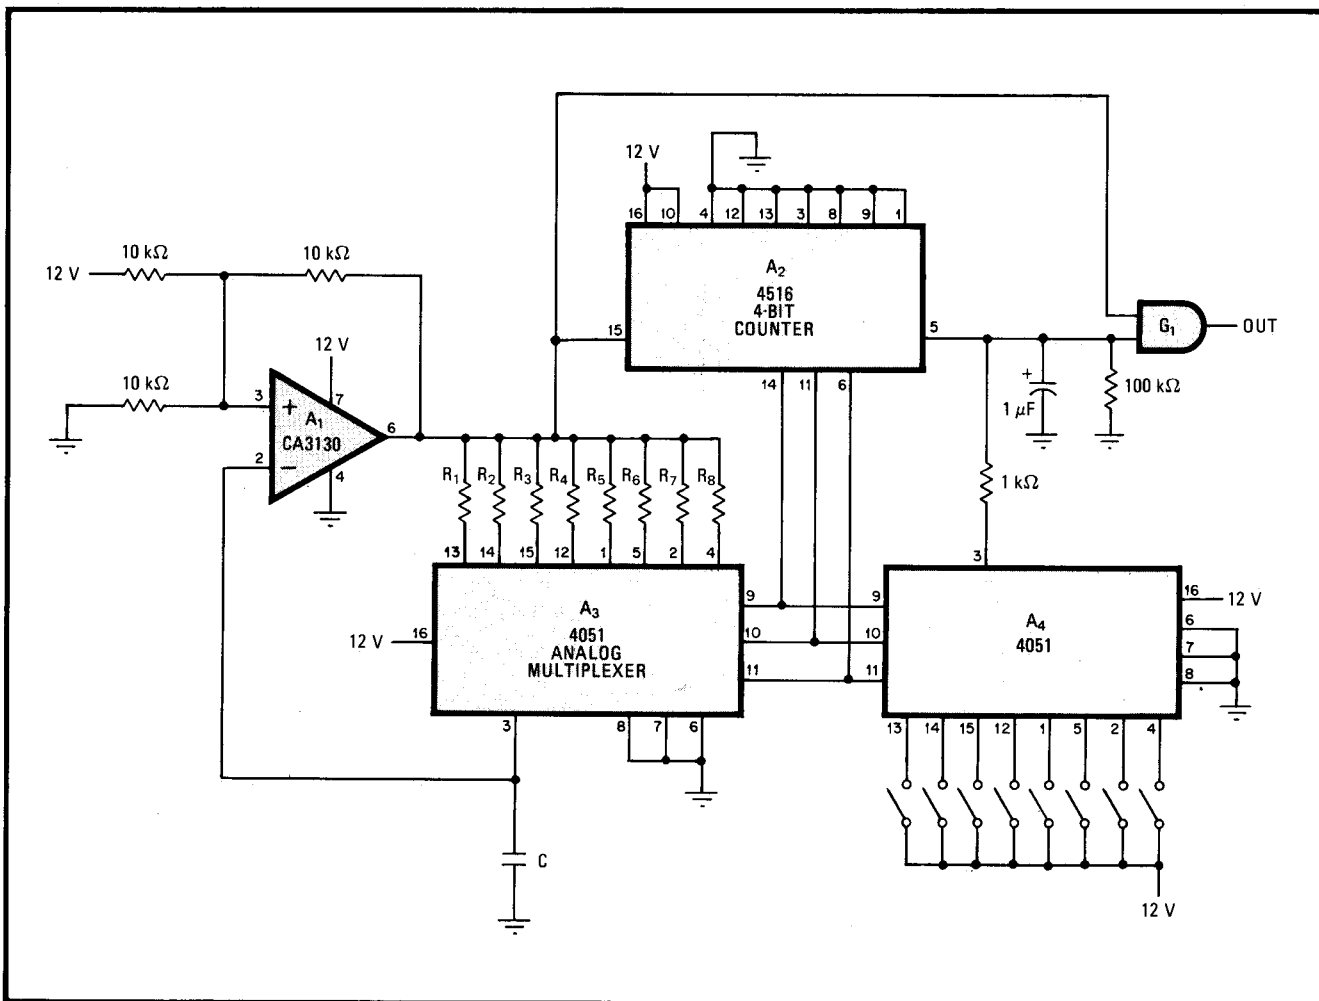 12 V
16 10 4 12 13 3 8 9 1
10 kΩ 10 kΩ
12 V
A2
4516
4-BIT
COUNTER
15 5
G1 OUT
12 V
10 kΩ
3 + 7
A1
CA3130
6
2 − 4
14 11 6
+
1 μF
100 kΩ
R1 R2 R3 R4 R5 R6 R7 R8
1 kΩ
13 14 15 12 1 5 2 4
3
A3
4051
ANALOG
MULTIPLEXER
12 V 16
9 9
10 10
11 11
A4
4051
16 12 V
6
7
8
3 8 7 6
13 14 15 12 1 5 2 4
C
12 V